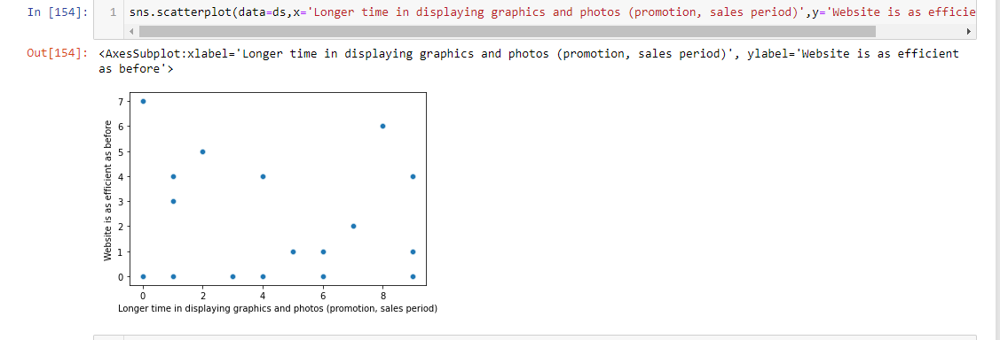 In [154]: 1 sns.scatterplot(data=ds,x='Longer time in displaying graphics and photos (promotion, sales period)',y='Website is as efficie
Out[154]: <AxesSubplot:xlabel='Longer time in displaying graphics and photos (promotion, sales period)', ylabel='Website is as efficient
as before'>
Website is as efficient as before
7
6
5
4
3
2
1
0
0 2 4 6 8
Longer time in displaying graphics and photos (promotion, sales period)